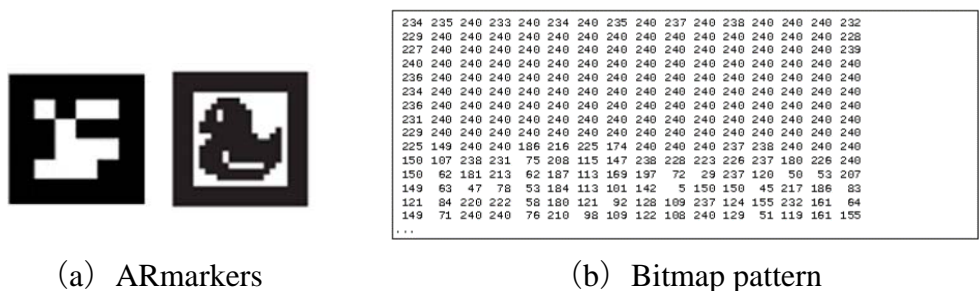 234 235 240 233 240 234 240 235 240 237 240 238 240 240 240 232
229 240 240 240 240 240 240 240 240 240 240 240 240 240 240 228
227 240 240 240 240 240 240 240 240 240 240 240 240 240 240 239
240 240 240 240 240 240 240 240 240 240 240 240 240 240 240 240
236 240 240 240 240 240 240 240 240 240 240 240 240 240 240 240
234 240 240 240 240 240 240 240 240 240 240 240 240 240 240 240
236 240 240 240 240 240 240 240 240 240 240 240 240 240 240 240
231 240 240 240 240 240 240 240 240 240 240 240 240 240 240 240
229 240 240 240 240 240 240 240 240 240 240 240 240 240 240 240
225 149 240 240 186 216 225 174 240 240 240 237 238 240 240 240
150 107 238 231 75 208 115 147 238 228 223 226 237 180 226 240
150 62 181 213 62 187 113 169 197 72 29 237 120 50 53 207
149 63 47 78 53 184 113 101 142 5 150 150 45 217 186 83
121 84 220 222 58 180 121 92 128 109 237 124 155 232 161 64
149 71 240 240 76 210 98 109 122 108 240 129 51 119 161 155
...
(a) ARmarkers
(b) Bitmap pattern